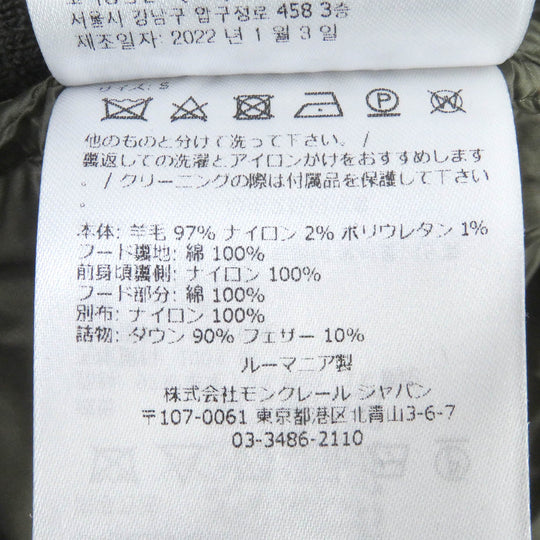 서울시 강남구 압구정로 458 3층
제조일자: 2022 년 1 월 3 일
サイズ: S
他のものと分けて洗って下さい。/
裏返しての洗濯とアイロンがけをおすすめします
。/ クリーニングの際は付属品を保護して下さい
。
本体: 羊毛 97% ナイロン 2% ポリウレタン 1%
フード裏地: 綿 100%
前身頃裏側: ナイロン 100%
フード部分: 綿 100%
別布: ナイロン 100%
詰物: ダウン 90% フェザー 10%
ルーマニア製
株式会社モンクレール ジャパン
〒107-0061 東京都港区北青山3-6-7
03-3486-2110